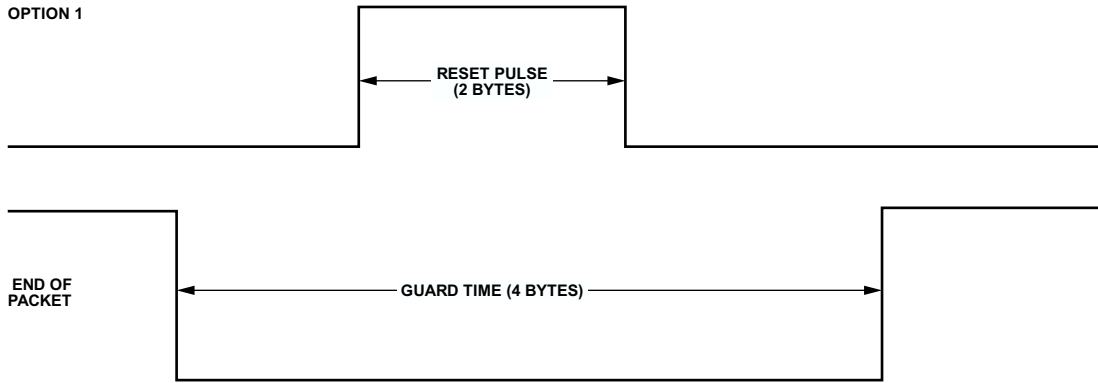 OPTION 1
RESET PULSE
(2 BYTES)
END OF
PACKET
GUARD TIME (4 BYTES)